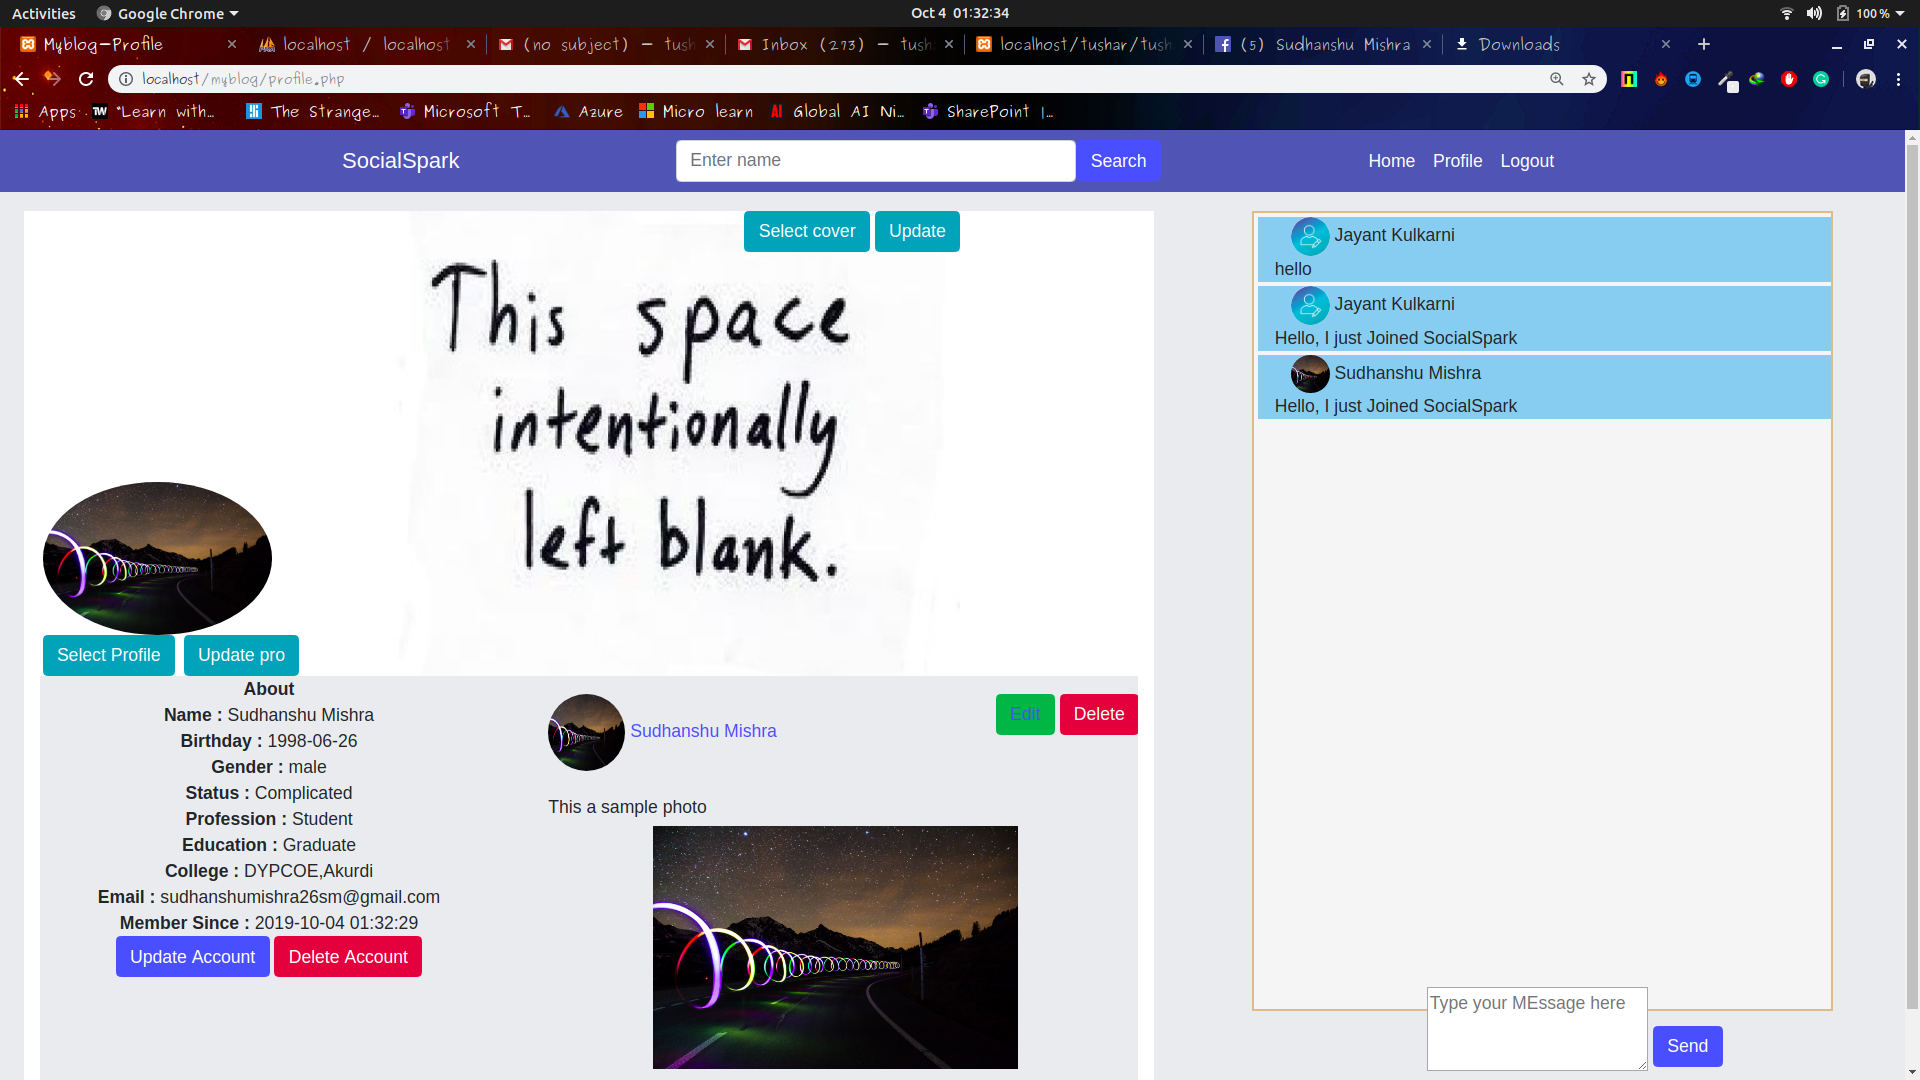 Activities
Google Chrome
Oct 4 01:32:34
100 %
Myblog-Profile
localhost / localhost
(no subject) - tush
Inbox (273) - tush
localhost/tushar/tush
(5) Sudhanshu Mishra
Downloads
localhost/myblog/profile.php
Apps
"Learn with...
The Strange...
Microsoft T...
Azure
Micro learn
Global AI Ni...
SharePoint |...
SocialSpark
Enter name
Search
Home
Profile
Logout
Select cover
Update
This space
intentionally
left blank.
Select Profile
Update pro
About
Name : Sudhanshu Mishra
Birthday : 1998-06-26
Gender : male
Status : Complicated
Profession : Student
Education : Graduate
College : DYPCOE,Akurdi
Email : sudhanshumishra26sm@gmail.com
Member Since : 2019-10-04 01:32:29
Update Account
Delete Account
Sudhanshu Mishra
Edit
Delete
This a sample photo
Jayant Kulkarni
hello
Jayant Kulkarni
Hello, I just Joined SocialSpark
Sudhanshu Mishra
Hello, I just Joined SocialSpark
Type your MEssage here
Send